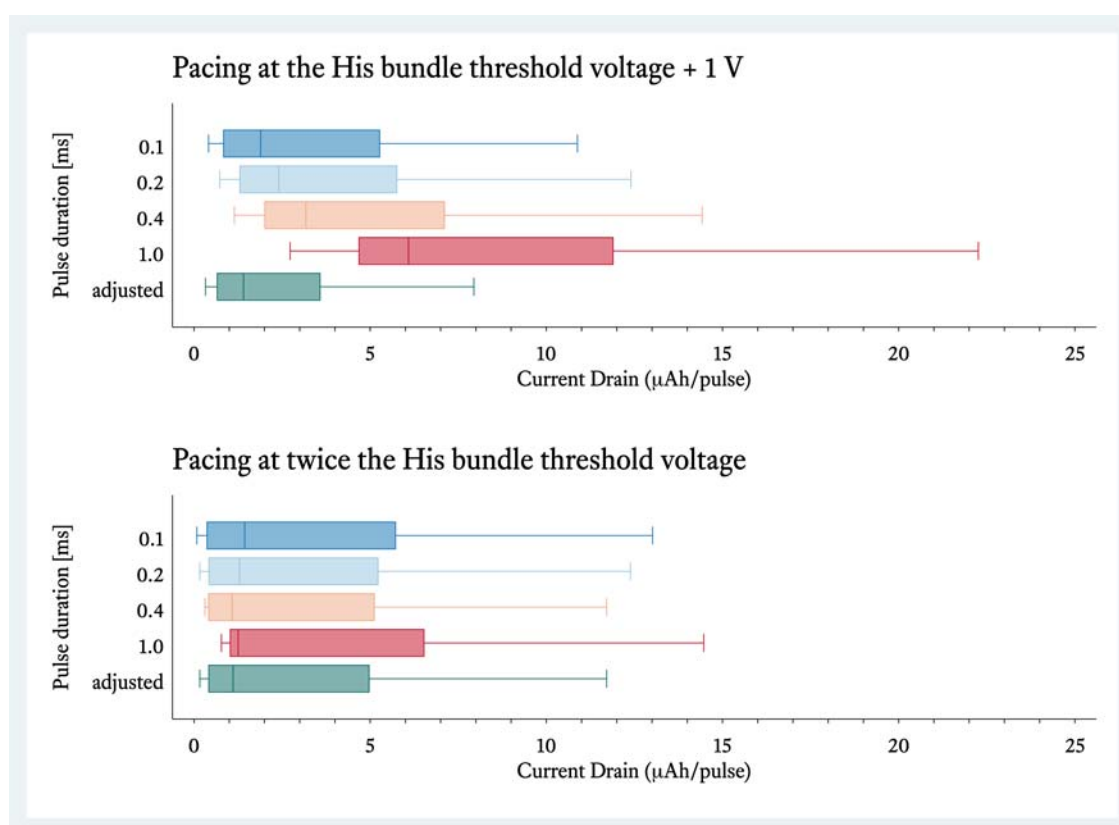 Pacing at the His bundle threshold voltage + 1 V
Pulse duration [ms]
0.1
0.2
0.4
1.0
adjusted
0 5 10 15 20 25
Current Drain (μAh/pulse)
Pacing at twice the His bundle threshold voltage
Pulse duration [ms]
0.1
0.2
0.4
1.0
adjusted
0 5 10 15 20 25
Current Drain (μAh/pulse)